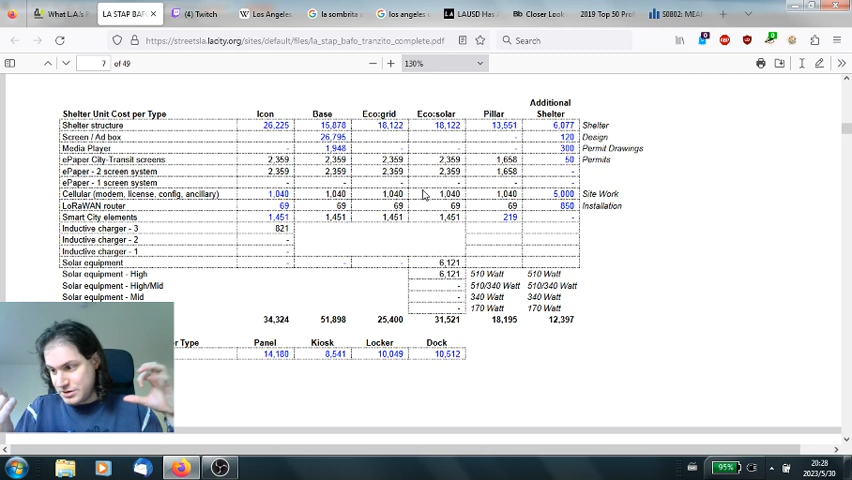 What L.A.'s P
LA STAP BAFO Tranzito
(4) Twitch
Los Angeles
la sombrita
los angeles u
LAUSD Has
Closer Look
2019 Top 50 Prof
S0802: MEA
https://streetsla.lacity.org/sites/default/files/la_stap_bafo_tranzito_complete.pdf
Search
7 of 49
130%
Additional
Shelter Unit Cost per Type Icon Base Eco:grid Eco:solar Pillar Shelter
Shelter structure 26,225 15,878 18,122 18,122 13,551 6,077 Shelter
Screen / Ad box 26,795 - - - 120 Design
Media Player - 1,948 - - - 300 Permit Drawings
ePaper City-Transit screens 2,359 2,359 2,359 2,359 1,658 50 Permits
ePaper - 2 screen system 2,359 2,359 2,359 2,359 1,658 -
ePaper - 1 screen system - - - - - -
Cellular (modem, license, config, ancillary) 1,040 1,040 1,040 1,040 1,040 5,000 Site Work
LoRaWAN router 69 69 69 69 69 850 Installation
Smart City elements 1,451 1,451 1,451 1,451 219 -
Inductive charger - 3 821
Inductive charger - 2 -
Inductive charger - 1 -
Solar equipment - - - 6,121
Solar equipment - High 6,121 510 Watt 510 Watt
Solar equipment - High/Mid - 510/340 Watt 510/340 Watt
Solar equipment - Mid - 340 Watt 340 Watt
- 170 Watt 170 Watt
34,324 51,898 25,400 31,521 18,195 12,397
er Type Panel Kiosk Locker Dock
14,180 8,541 10,049 10,512
95%
20:28
2023/5/30